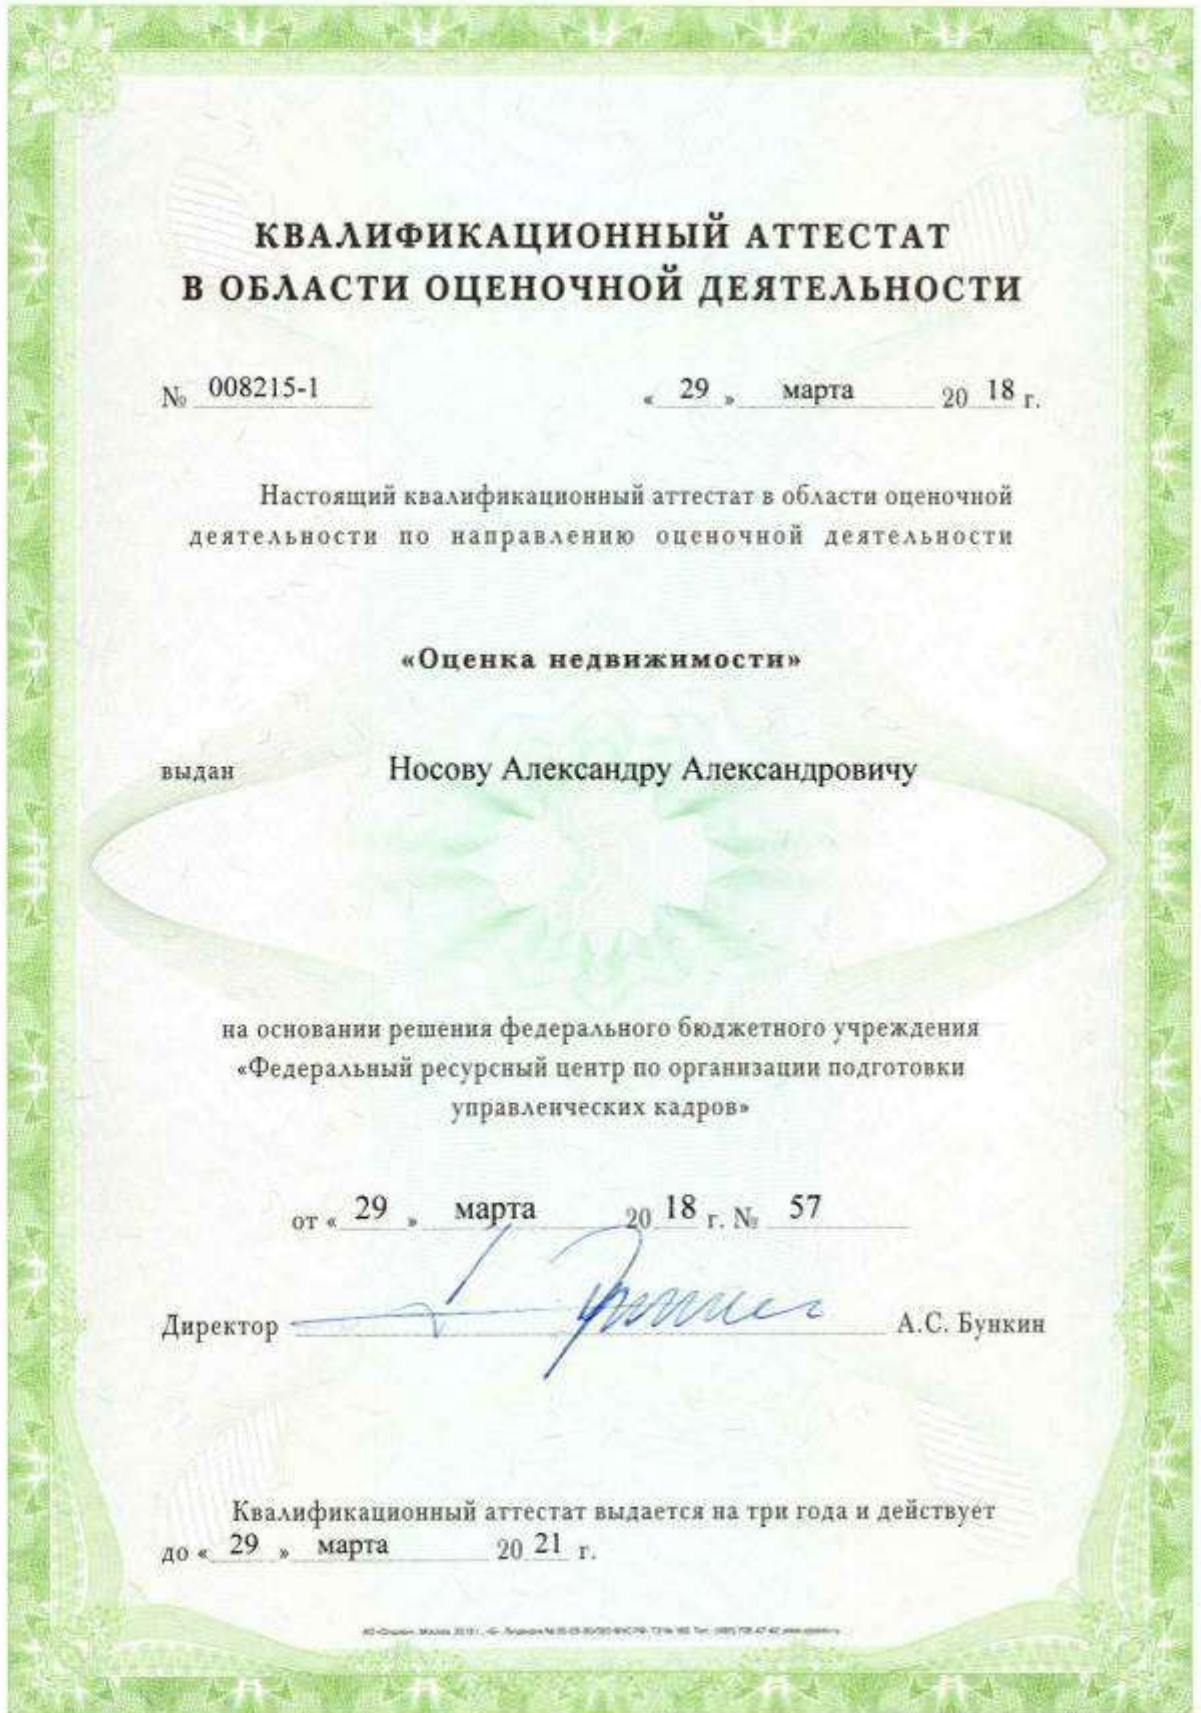 КВАЛИФИКАЦИОННЫЙ АТТЕСТАТ
В ОБЛАСТИ ОЦЕНОЧНОЙ ДЕЯТЕЛЬНОСТИ
№ 008215-1 « 29 » марта 20 18 г.
Настоящий квалификационный аттестат в области оценочной
деятельности по направлению оценочной деятельности
«Оценка недвижимости»
выдан Носову Александру Александровичу
на основании решения федерального бюджетного учреждения
«Федеральный ресурсный центр по организации подготовки
управленческих кадров»
от « 29 » марта 20 18 г. № 57
Директор А.С. Бункин
Квалификационный аттестат выдается на три года и действует
до « 29 » марта 20 21 г.